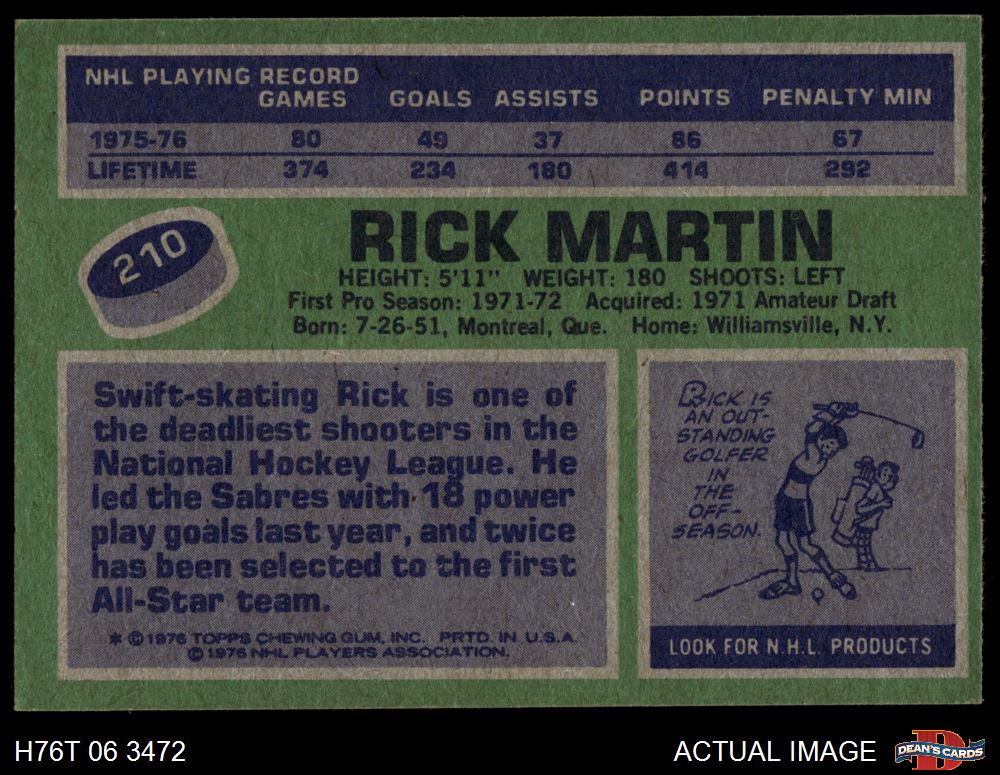 NHL PLAYING RECORD
GAMES GOALS ASSISTS POINTS PENALTY MIN
1975-76 80 49 37 86 67
LIFETIME 374 234 180 414 292
210
RICK MARTIN
HEIGHT: 5'11" WEIGHT: 180 SHOOTS: LEFT
First Pro Season: 1971-72 Acquired: 1971 Amateur Draft
Born: 7-26-51, Montreal, Que. Home: Williamsville, N.Y.
Swift-skating Rick is one of
the deadliest shooters in the
National Hockey League. He
led the Sabres with 18 power
play goals last year, and twice
has been selected to the first
All-Star team.
* © 1976 TOPPS CHEWING GUM, INC. PRTD. IN U.S.A.
© 1976 NHL PLAYERS ASSOCIATION.
RICK IS
AN OUT-
STANDING
GOLFER
IN
THE
OFF-
SEASON.
LOOK FOR N.H.L. PRODUCTS
H76T 06 3472
ACTUAL IMAGE
D
DEAN'S CARDS